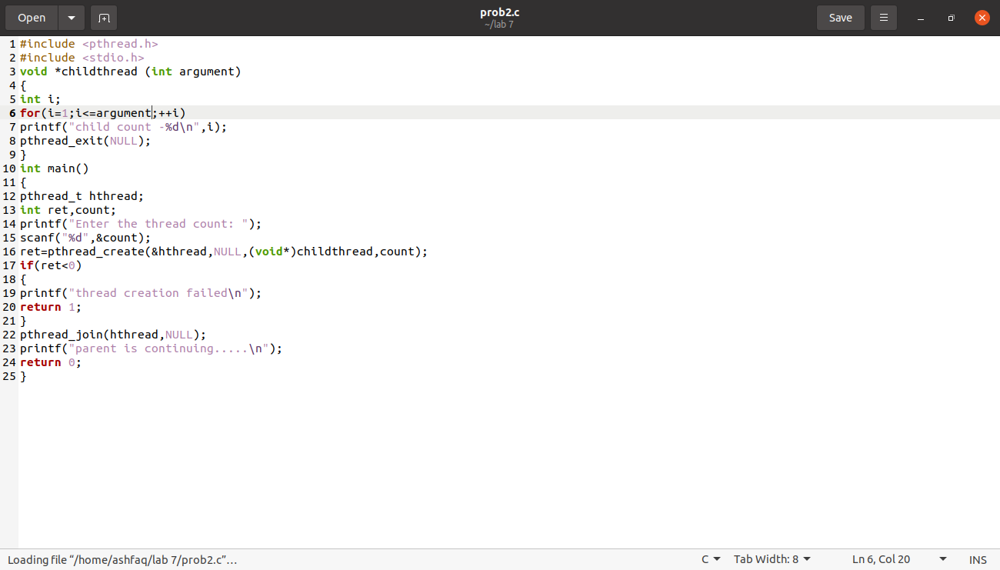 Open
prob2.c
~/lab 7
Save
1 #include <pthread.h>
2 #include <stdio.h>
3 void *childthread (int argument)
4 {
5 int i;
6 for(i=1;i<=argument;++i)
7 printf("child count -%d\n",i);
8 pthread_exit(NULL);
9 }
10 int main()
11 {
12 pthread_t hthread;
13 int ret,count;
14 printf("Enter the thread count: ");
15 scanf("%d",&count);
16 ret=pthread_create(&hthread,NULL,(void*)childthread,count);
17 if(ret<0)
18 {
19 printf("thread creation failed\n");
20 return 1;
21 }
22 pthread_join(hthread,NULL);
23 printf("parent is continuing.....\n");
24 return 0;
25 }
Loading file “/home/ashfaq/lab 7/prob2.c”…
C
Tab Width: 8
Ln 6, Col 20
INS